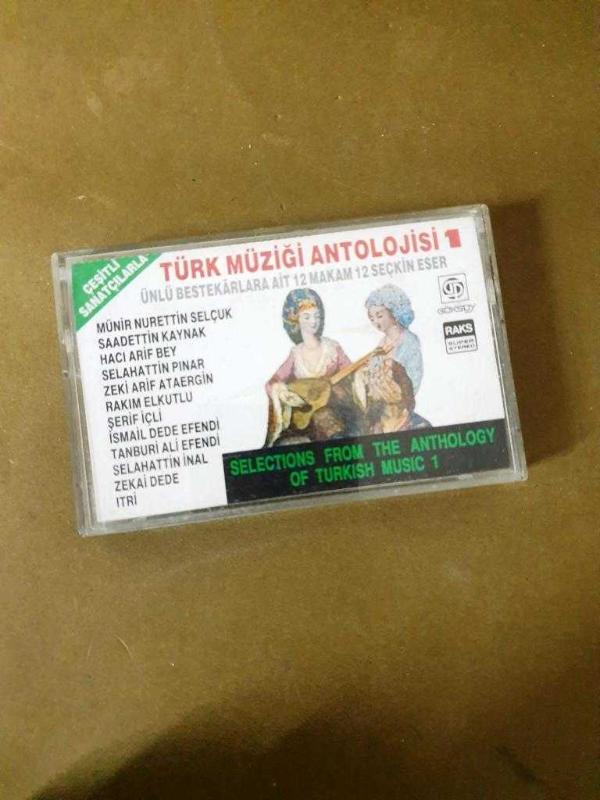 ÇEŞİTLİ
SANATÇILARLA
TÜRK MÜZİĞİ ANTOLOJİSİ 1
ÜNLÜ BESTEKÂRLARA AİT 12 MAKAM 12 SEÇKİN ESER
MÜNİR NURETTİN SELÇUK
SAADETTİN KAYNAK
HACI ARİF BEY
SELAHATTİN PINAR
ZEKİ ARİF ATAERGİN
RAKIM ELKUTLU
ŞERİF İÇLİ
İSMAİL DEDE EFENDİ
TANBURİ ALİ EFENDİ
SELAHATTİN İNAL
ZEKAİ DEDE
ITRİ
RAKS
SUPER
STEREO
SELECTIONS FROM THE ANTHOLOGY
OF TURKISH MUSIC 1